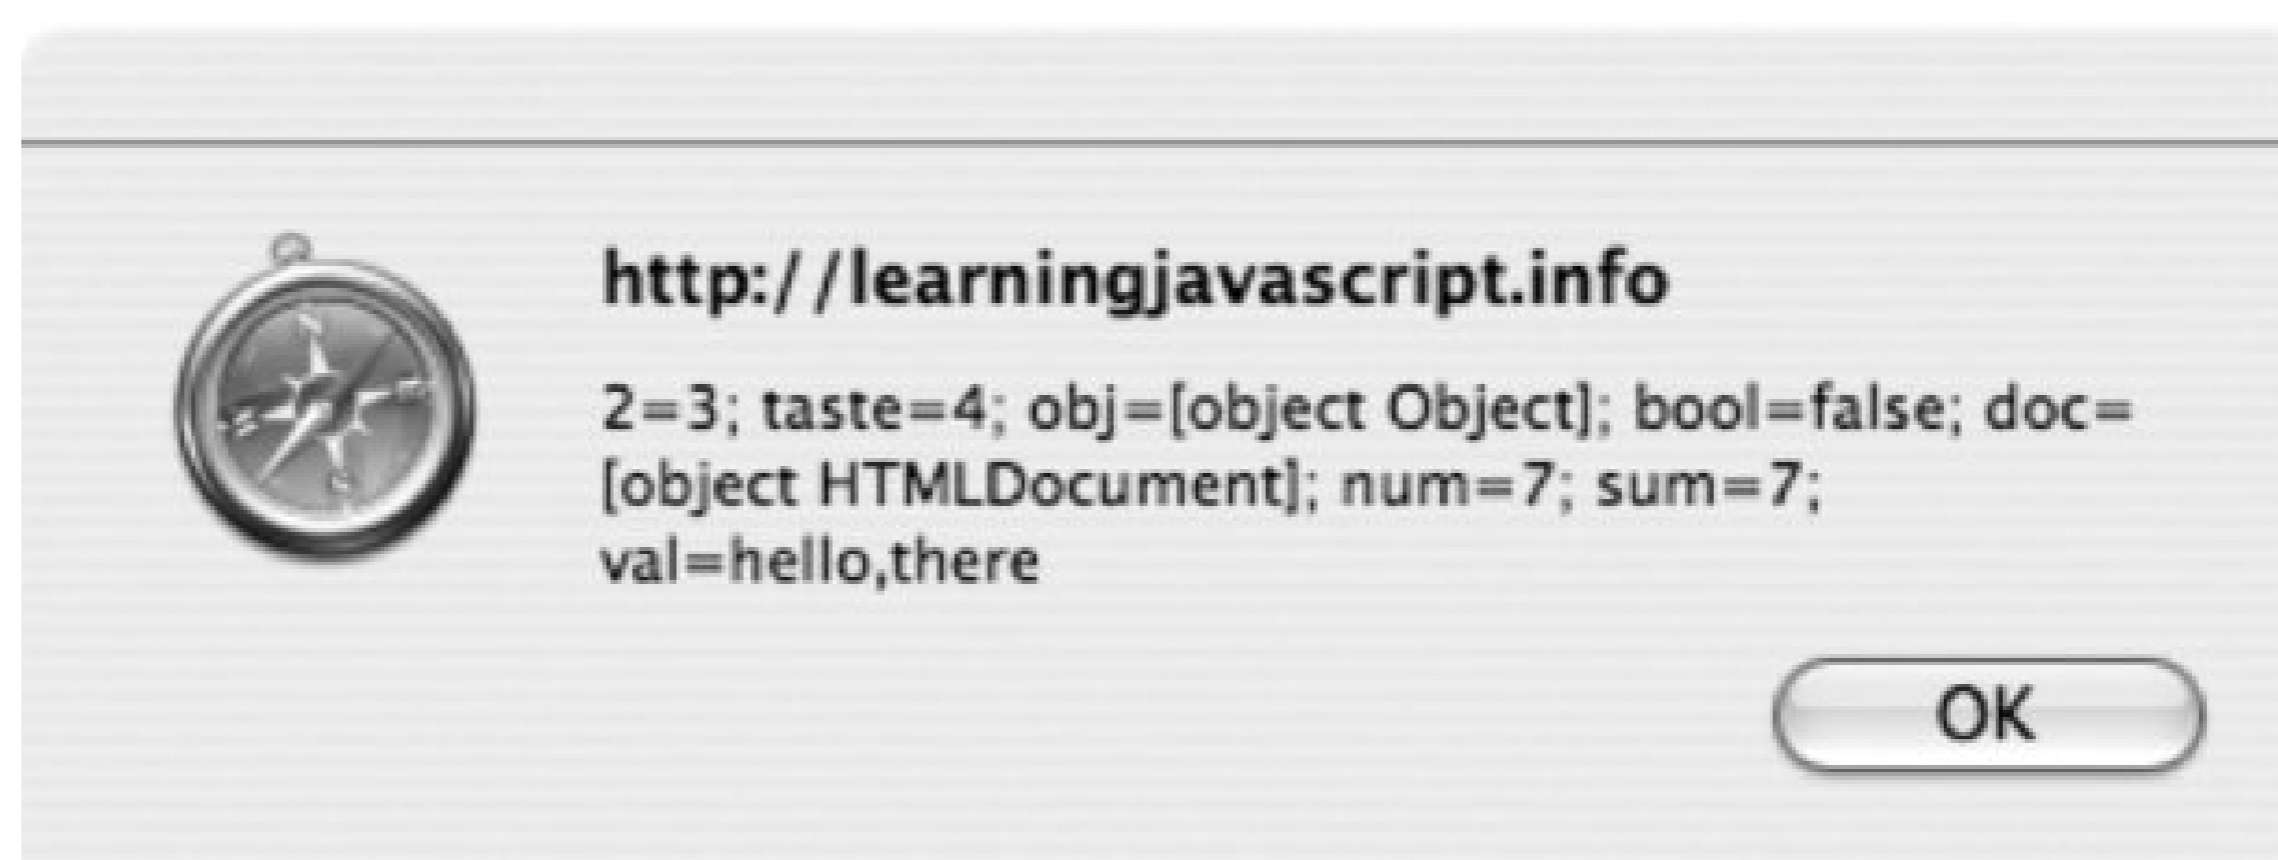 http://learningjavascript.info
2=3; taste=4; obj=[object Object]; bool=false; doc=
[object HTMLDocument]; num=7; sum=7;
val=hello,there
OK